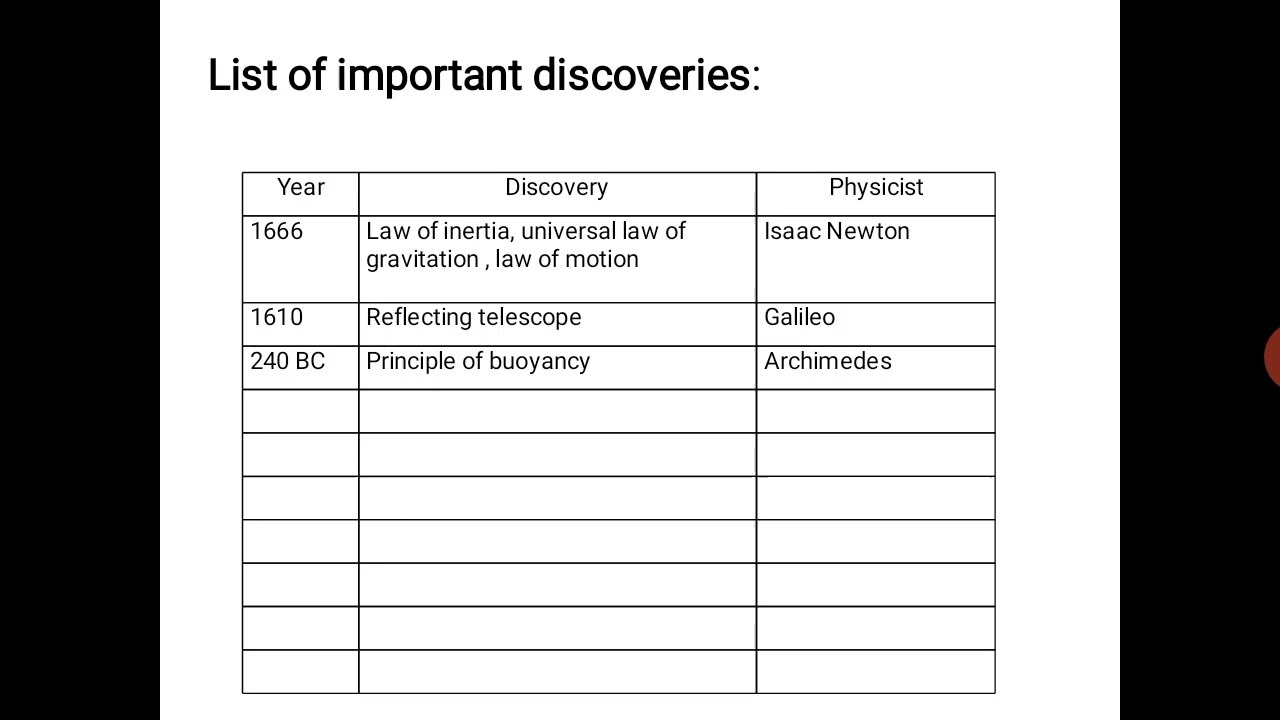 List of important discoveries:
Year Discovery Physicist
1666 Law of inertia, universal law of Isaac Newton
gravitation , law of motion
1610 Reflecting telescope Galileo
240 BC Principle of buoyancy Archimedes